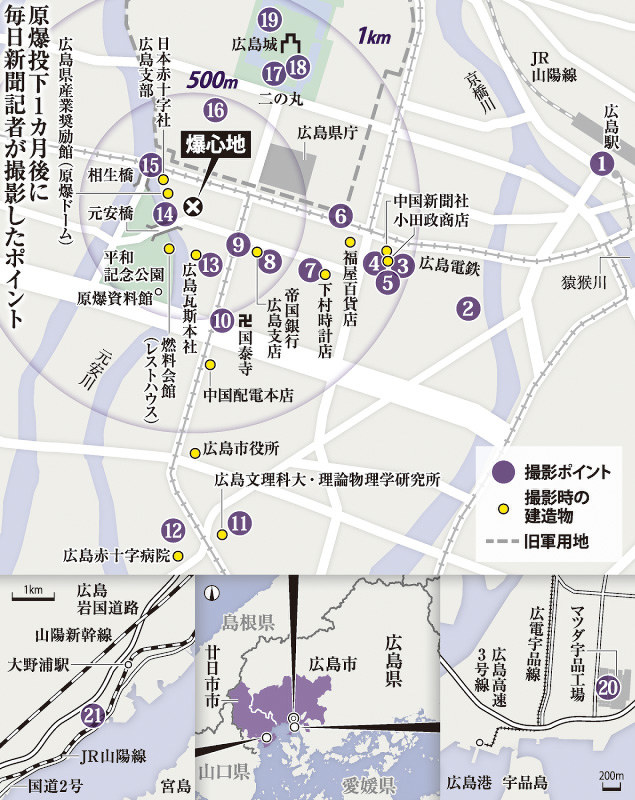 原爆投下1カ月後に
毎日新聞記者が撮影したポイント
広島県産業奨励館(原爆ドーム)
日本赤十字社
広島支部
⑲
広島城
⑰
⑱
二の丸
1km
500m
⑯
爆心地
広島県庁
JR
山陽線
京橋川
広島駅
①
⑮
相生橋
元安橋
⑭
平和
記念公園
原爆資料館
⑬
広島瓦斯本社
⑨
⑧
帝国銀行
広島支店
⑦
下村時計店
⑥
福屋百貨店
中国新聞社
小田政商店
④
③
⑤
広島電鉄
②
猿猴川
⑩
卍国泰寺
元安川
燃料会館
(レストハウス)
中国配電本店
広島市役所
広島文理科大・理論物理学研究所
⑪
⑫
広島赤十字病院
撮影ポイント
撮影時の
建造物
旧軍用地
1km
広島
岩国道路
山陽新幹線
大野浦駅
㉑
JR山陽線
国道2号
宮島
島根県
廿日市市
広島市
広島県
山口県
愛媛県
広島高速
3号線
広電宇品線
マツダ宇品工場
⑳
広島港
宇品島
200m